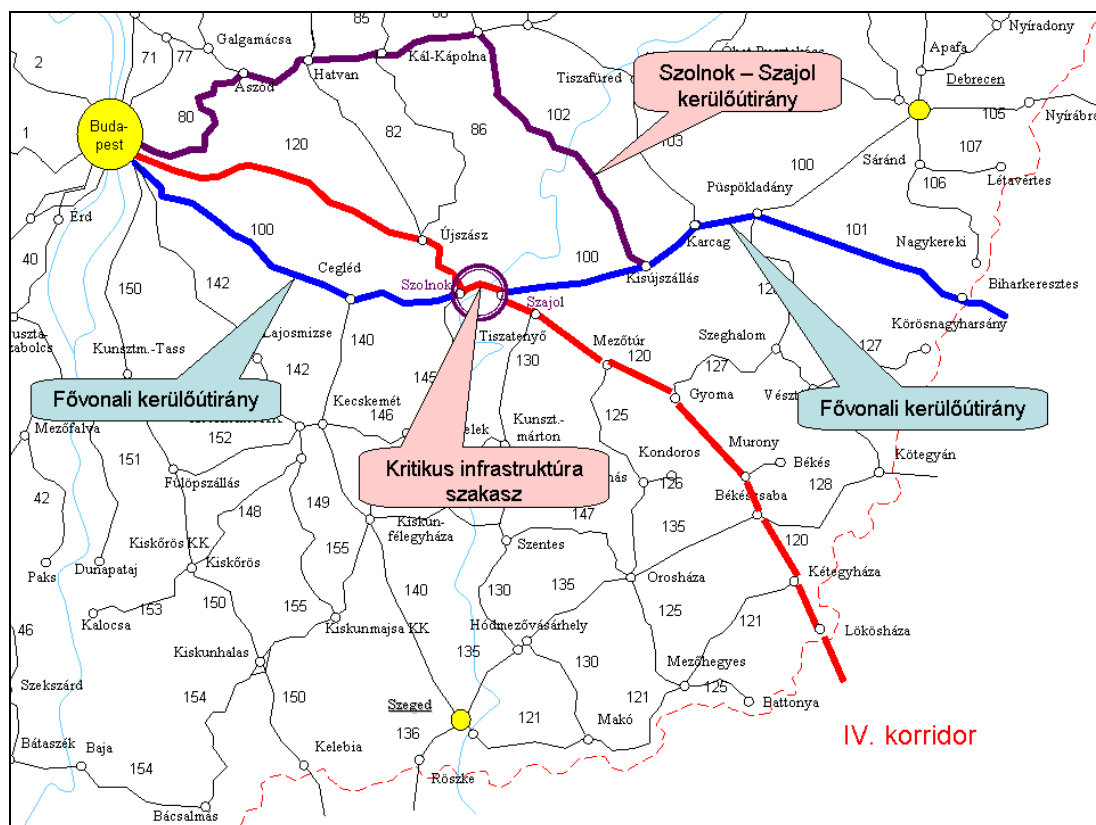 85
Nyíradony
71
77
Galgamácsa
Kál-Kápolna
Apafa
2
Hatvan
Tiszafüred
Szolnok – Szajol
kerülőútirány
Debrecen
Aszód
80
102
105
Nyírábrá
1
Buda-
pest
120
82
86
103
107
100
Sáránd
Létavértes
106
Püspökladány
Érd
Újszász
Karcag
101
Nagykereki
40
100
142
100
Cegléd
Kisújszállás
150
Szolnok
Biharkeresztes
Szajol
Lajosmizse
Tiszatenyő
Körösnagyharsány
Kunsztm.-Tass
140
130
Mezőtúr
Szeghalom
120
127
127
142
145
Fővonali kerülőútirány
Gyoma
Fővonali kerülőútirány
Kecskemét
146
125
Mezőfalva
152
Kunszt.-
márton
Murony
Kötegyán
151
Kritikus infrastruktúra
szakasz
Kondoros
Békés
42
Fülöpszállás
149
126
128
148
147
Békéscsaba
Kiskőrös KK
Kiskun-
félegyháza
135
155
Szentes
120
Paks
Dunapataj
Kiskőrös
Orosháza
Kétegyháza
140
130
135
153
150
155
125
121
Kalocsa
Kiskunmajsa KK
Hódmezővásárhely
Lökösháza
46
Kiskunhalas
135
130
Mezőhegyes
Szekszárd
154
150
125
Battonya
Szeged
121
121
Makó
136
IV. korridor
Bátaszék
Baja
154
Kelebia
Röszke
Bácsalmás